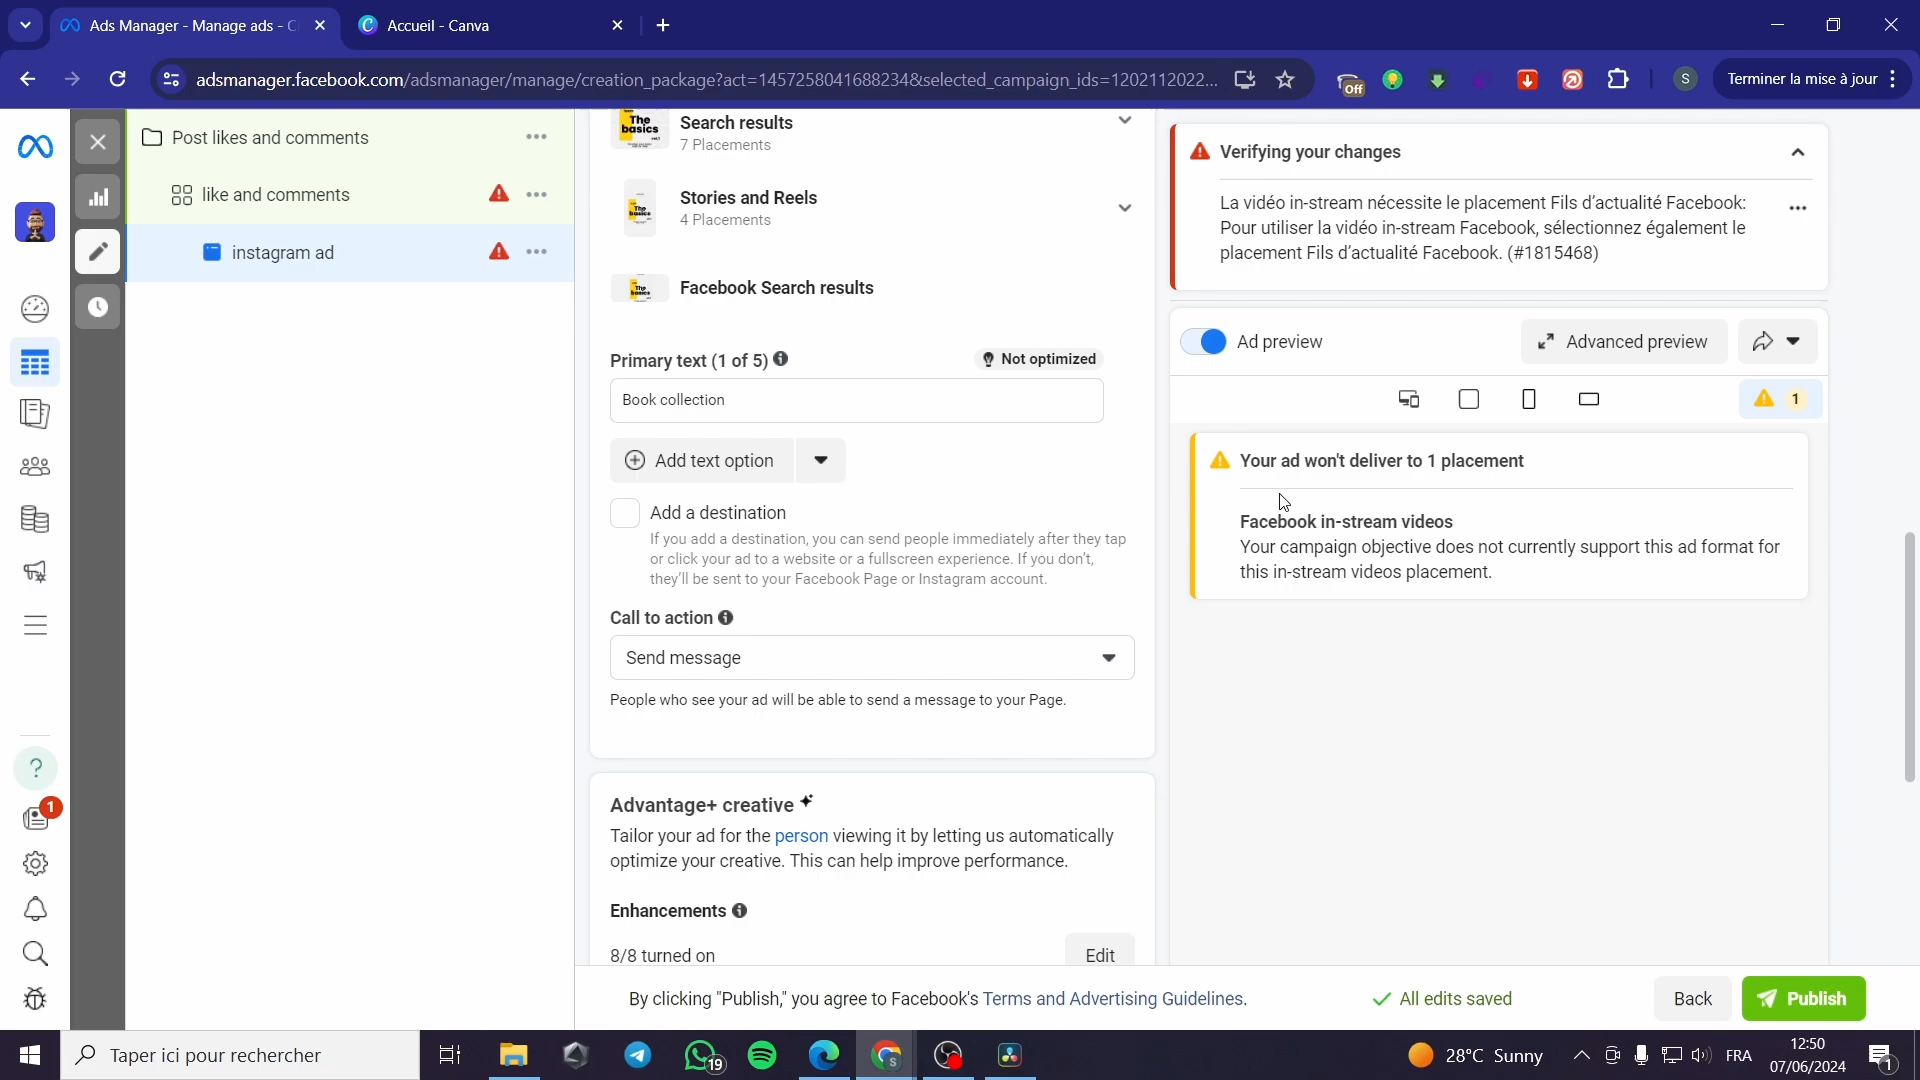 Ads Manager - Manage ads - C
Accueil - Canva
adsmanager.facebook.com/adsmanager/manage/creation_package?act=1457258041688234&selected_campaign_ids=1202112022...
Off
S
Terminer la mise à jour
Post likes and comments
like and comments
instagram ad
The basics
Search results
7 Placements
The basics
Stories and Reels
4 Placements
The basics
Facebook Search results
Primary text (1 of 5)
Not optimized
Book collection
Add text option
Add a destination
If you add a destination, you can send people immediately after they tap
or click your ad to a website or a fullscreen experience. If you don't,
they'll be sent to your Facebook Page or Instagram account.
Call to action
Send message
People who see your ad will be able to send a message to your Page.
Advantage+ creative
Tailor your ad for the person viewing it by letting us automatically
optimize your creative. This can help improve performance.
Enhancements
8/8 turned on
Edit
Verifying your changes
La vidéo in-stream nécessite le placement Fils d'actualité Facebook:
Pour utiliser la vidéo in-stream Facebook, sélectionnez également le
placement Fils d'actualité Facebook. (#1815468)
Ad preview
Advanced preview
1
Your ad won't deliver to 1 placement
Facebook in-stream videos
Your campaign objective does not currently support this ad format for
this in-stream videos placement.
1
By clicking "Publish," you agree to Facebook's Terms and Advertising Guidelines.
All edits saved
Back
Publish
Taper ici pour rechercher
19
S
28°C Sunny
FRA
12:50
07/06/2024
1